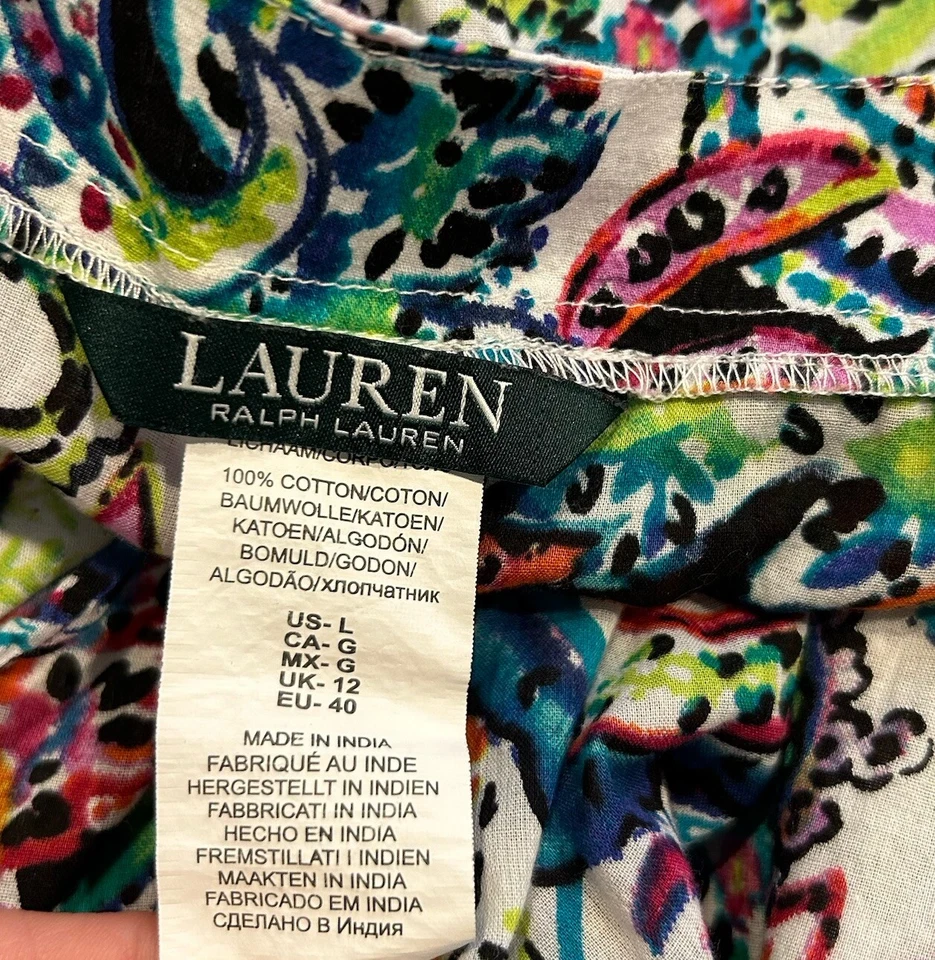 LAUREN
RALPH LAUREN
LICHAAM/CORPO/
100% COTTON/COTON/
BAUMWOLLE/KATOEN/
KATOEN/ALGODÓN/
BOMULD/GODON/
ALGODÃO/хлопчатник
US- L
CA- G
MX- G
UK- 12
EU- 40
MADE IN INDIA
FABRIQUÉ AU INDE
HERGESTELLT IN INDIEN
FABBRICATI IN INDIA
HECHO EN INDIA
FREMSTILLATI I INDIEN
MAAKTEN IN INDIA
FABRICADO EM INDIA
СДЕЛАНО В Индия